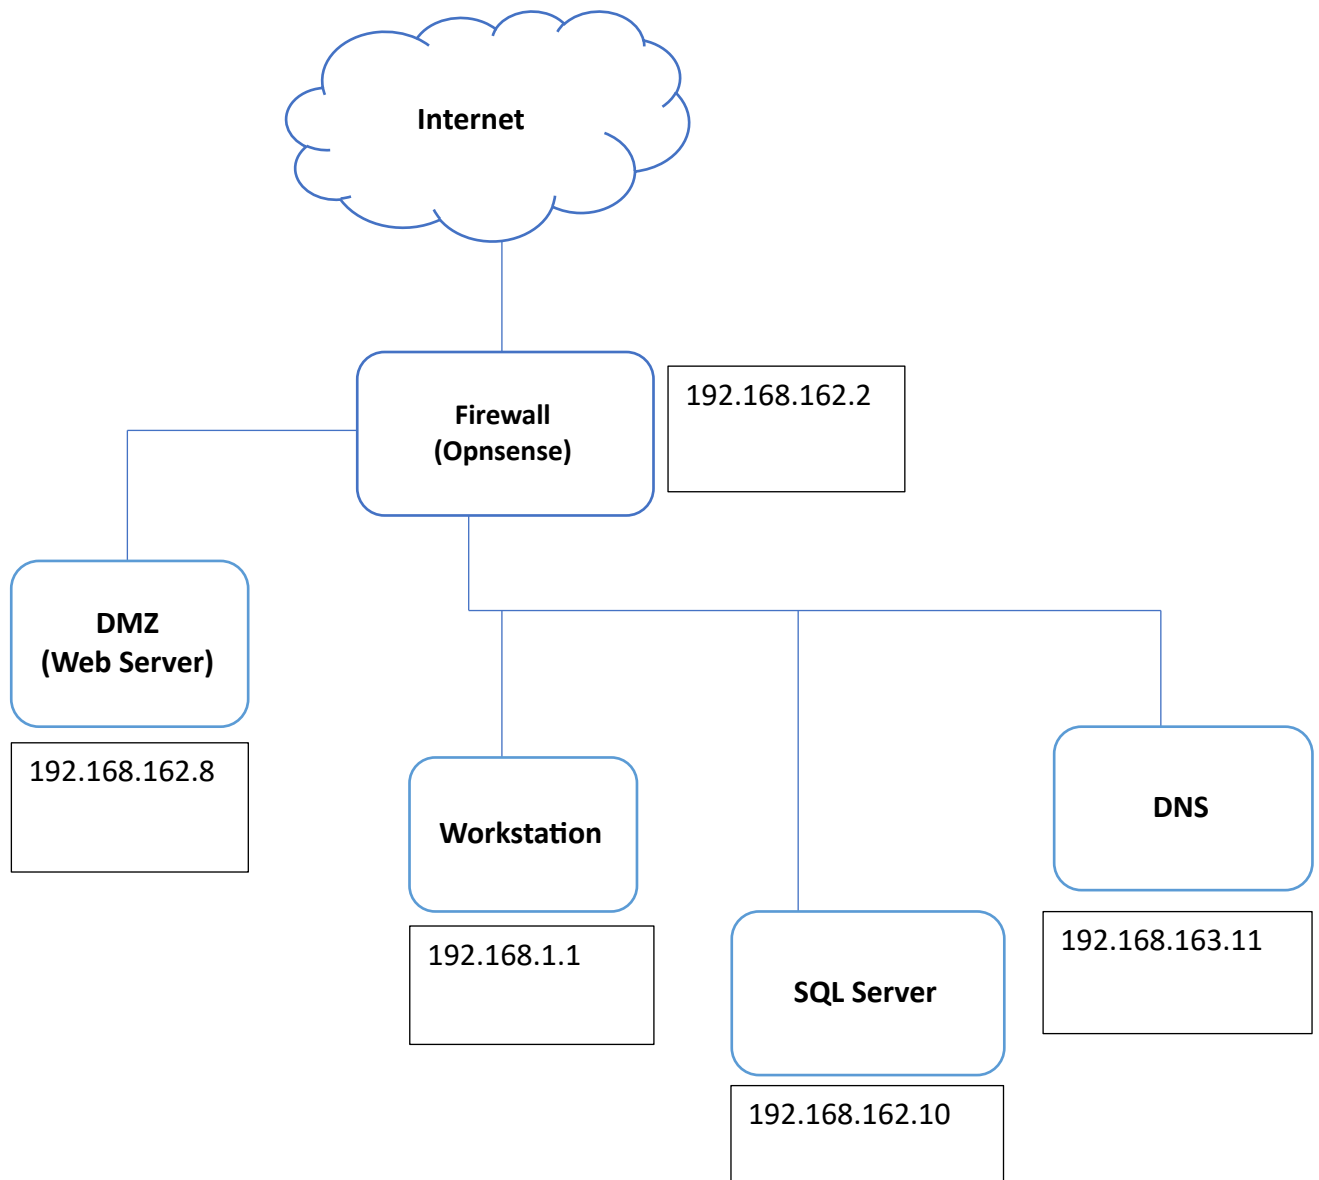 Internet
Firewall
(Opnsense)
192.168.162.2
DMZ
(Web Server)
192.168.162.8
Workstation
192.168.1.1
SQL Server
192.168.162.10
DNS
192.168.163.11